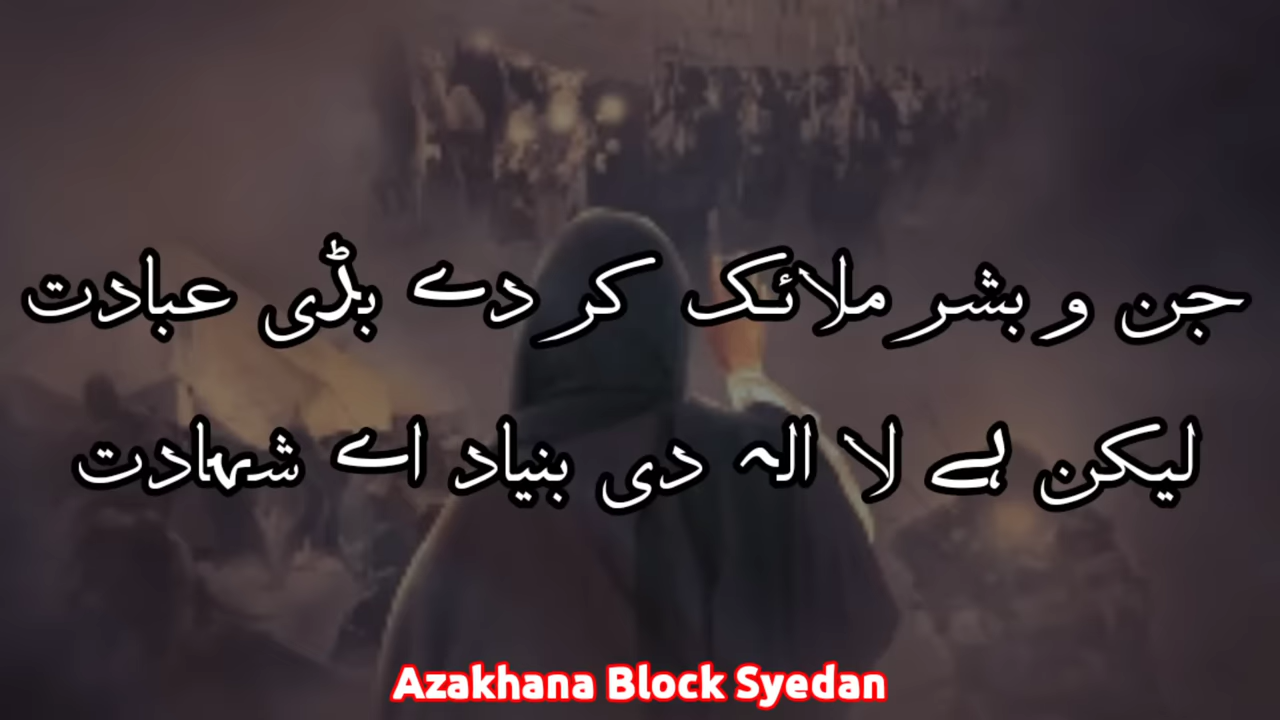 جن و بشر ملائک کر دے بڑی عبادت
لیکن ہے لا الہ دی بنیاد اے شہادت
Azakhana Block Syedan